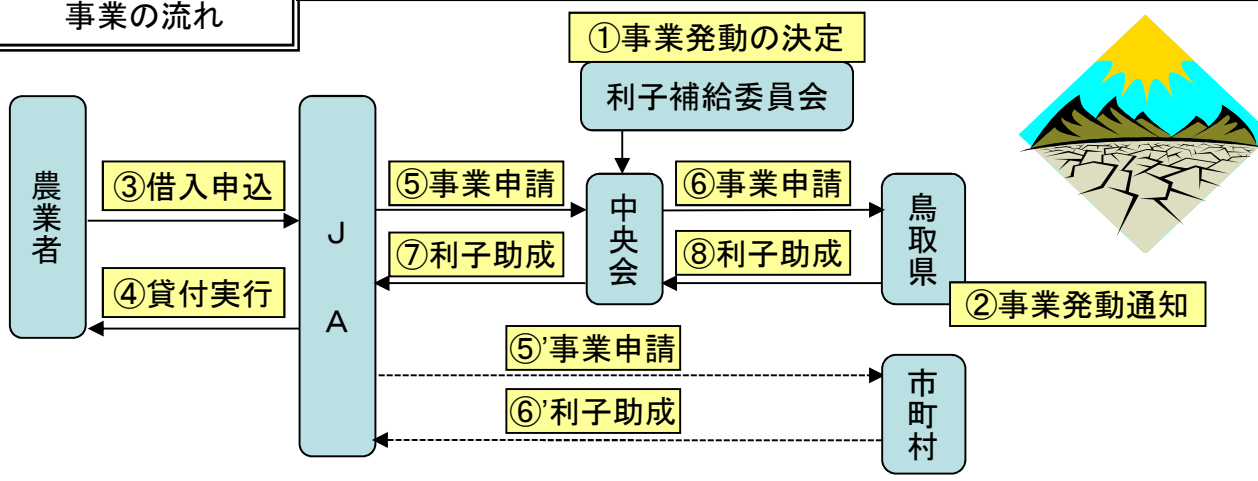 事業の流れ
①事業発動の決定
利子補給委員会
農業者
③借入申込
④貸付実行
JA
⑤事業申請
⑦利子助成
中央会
⑥事業申請
⑧利子助成
鳥取県
②事業発動通知
⑤’事業申請
⑥’利子助成
市町村